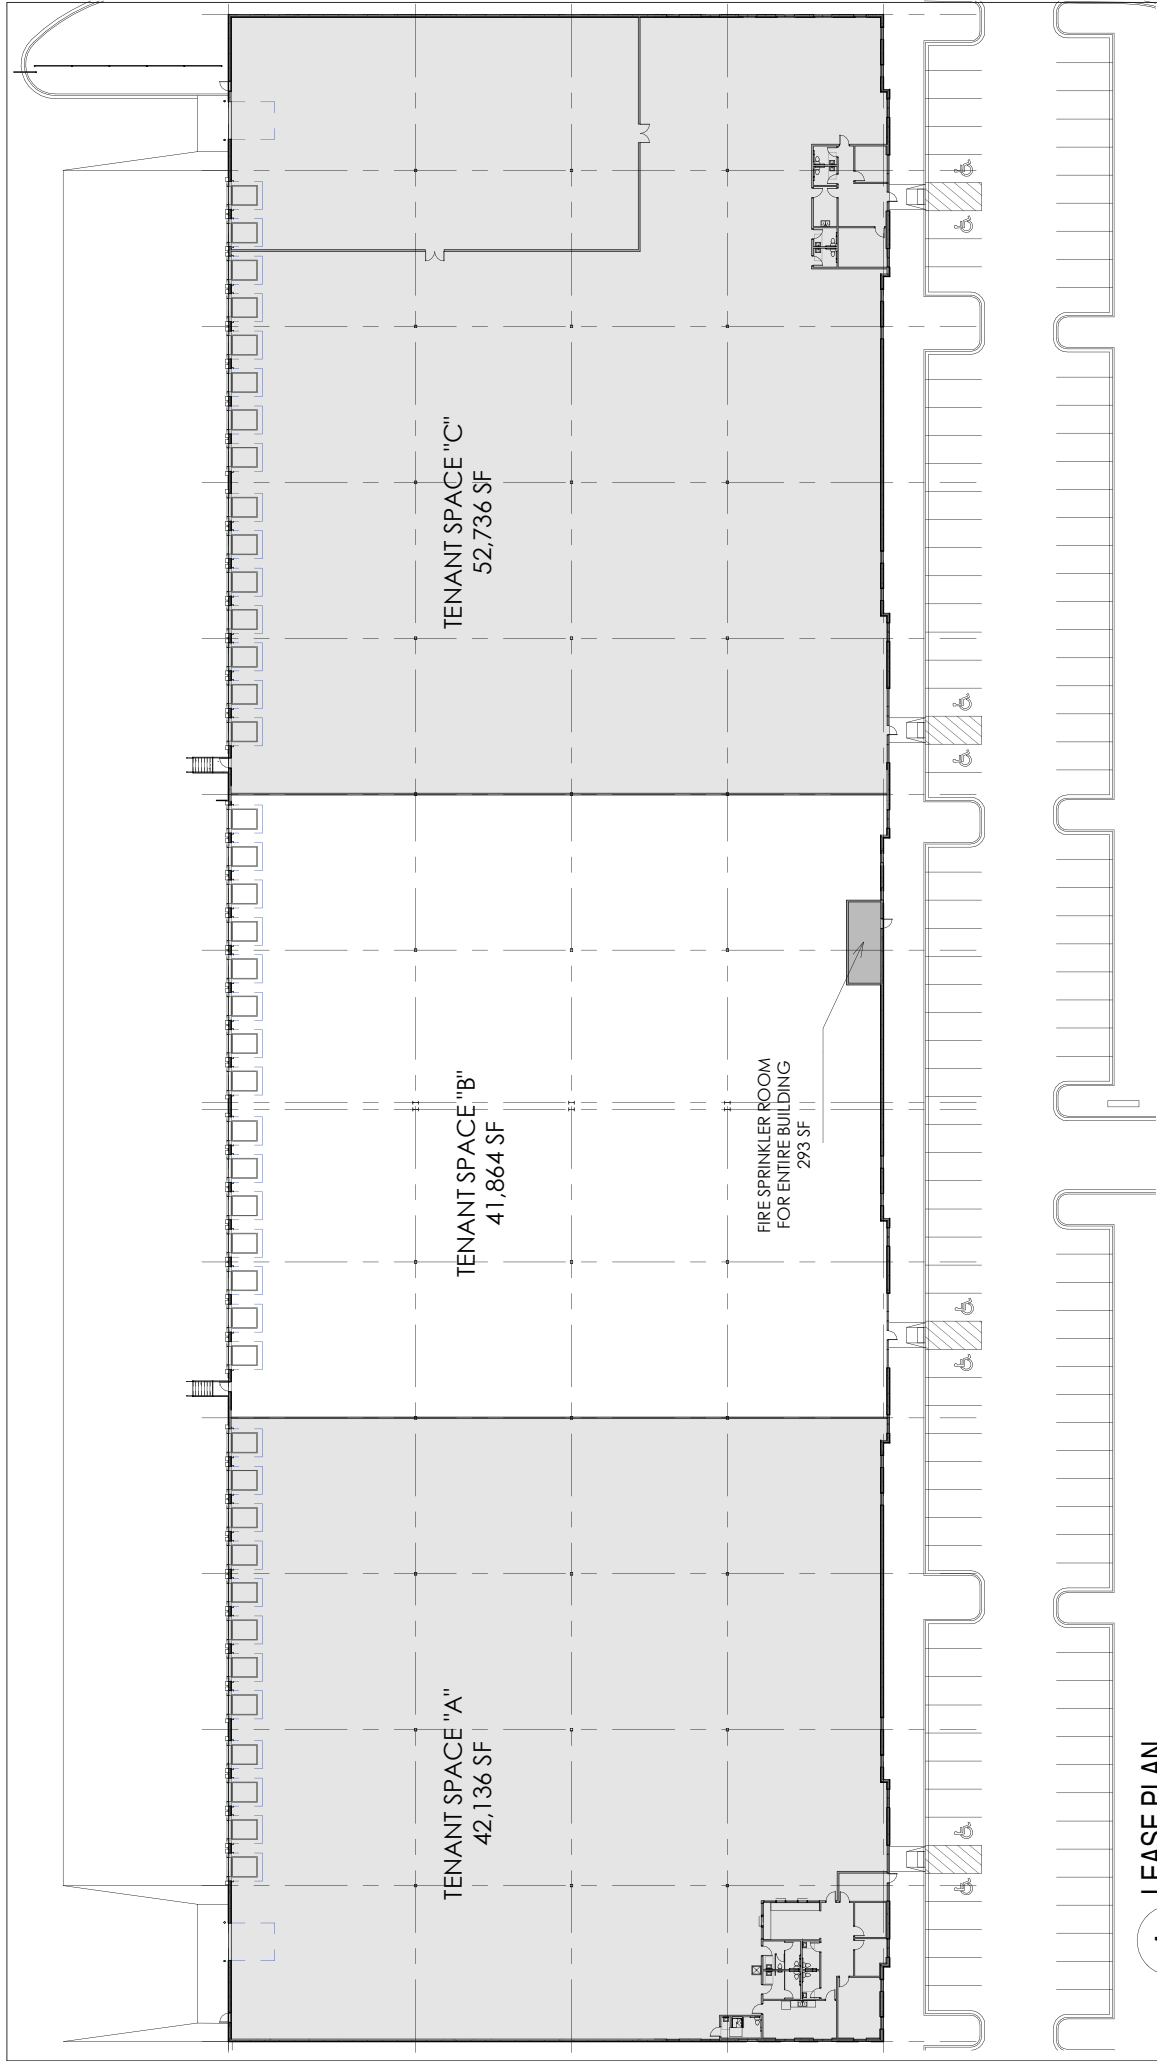 TENANT SPACE "C"
52,736 SF
TENANT SPACE "B"
41,864 SF
FIRE SPRINKLER ROOM
FOR ENTIRE BUILDING
293 SF
TENANT SPACE "A"
42,136 SF
LEASE PLAN